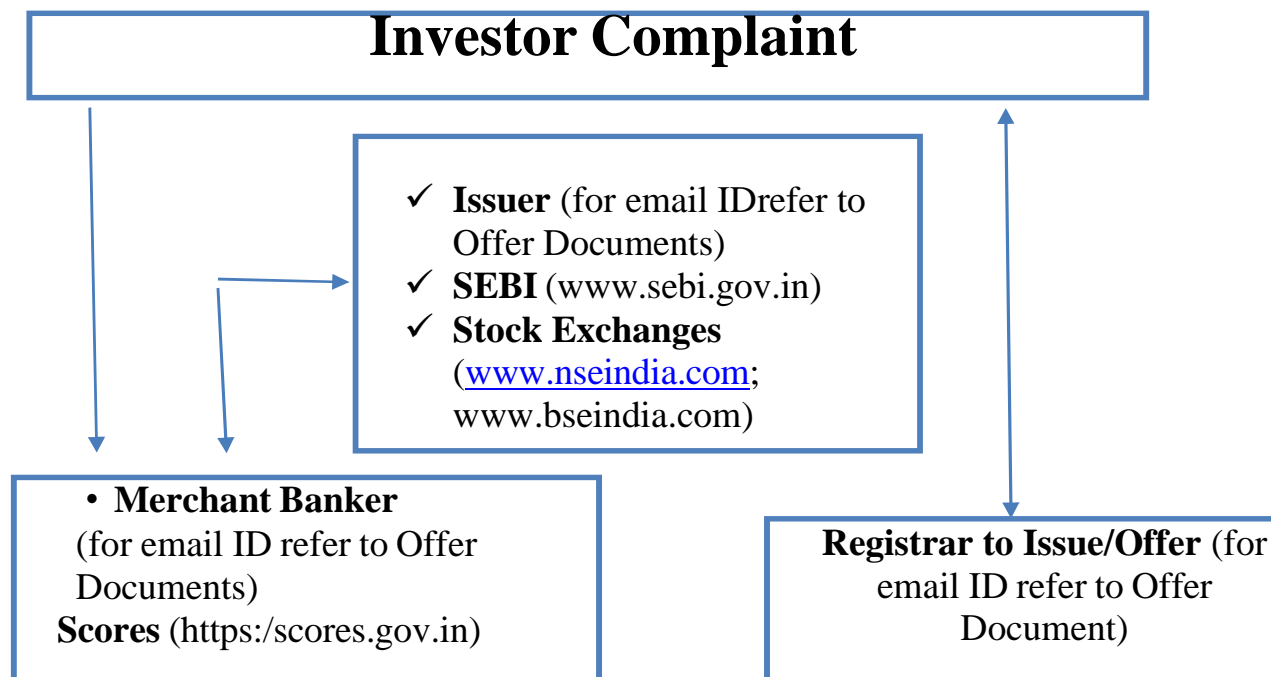 Investor Complaint
✓ Issuer (for email IDrefer to
Offer Documents)
✓ SEBI (www.sebi.gov.in)
✓ Stock Exchanges
(www.nseindia.com;
www.bseindia.com)
• Merchant Banker
(for email ID refer to Offer
Documents)
Scores (https:/scores.gov.in)
Registrar to Issue/Offer (for
email ID refer to Offer
Document)